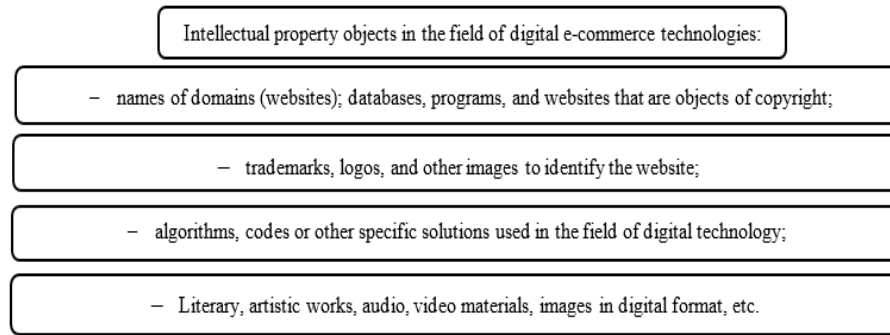 Intellectual property objects in the field of digital e-commerce technologies:
– names of domains (websites); databases, programs, and websites that are objects of copyright;
– trademarks, logos, and other images to identify the website;
– algorithms, codes or other specific solutions used in the field of digital technology;
– Literary, artistic works, audio, video materials, images in digital format, etc.